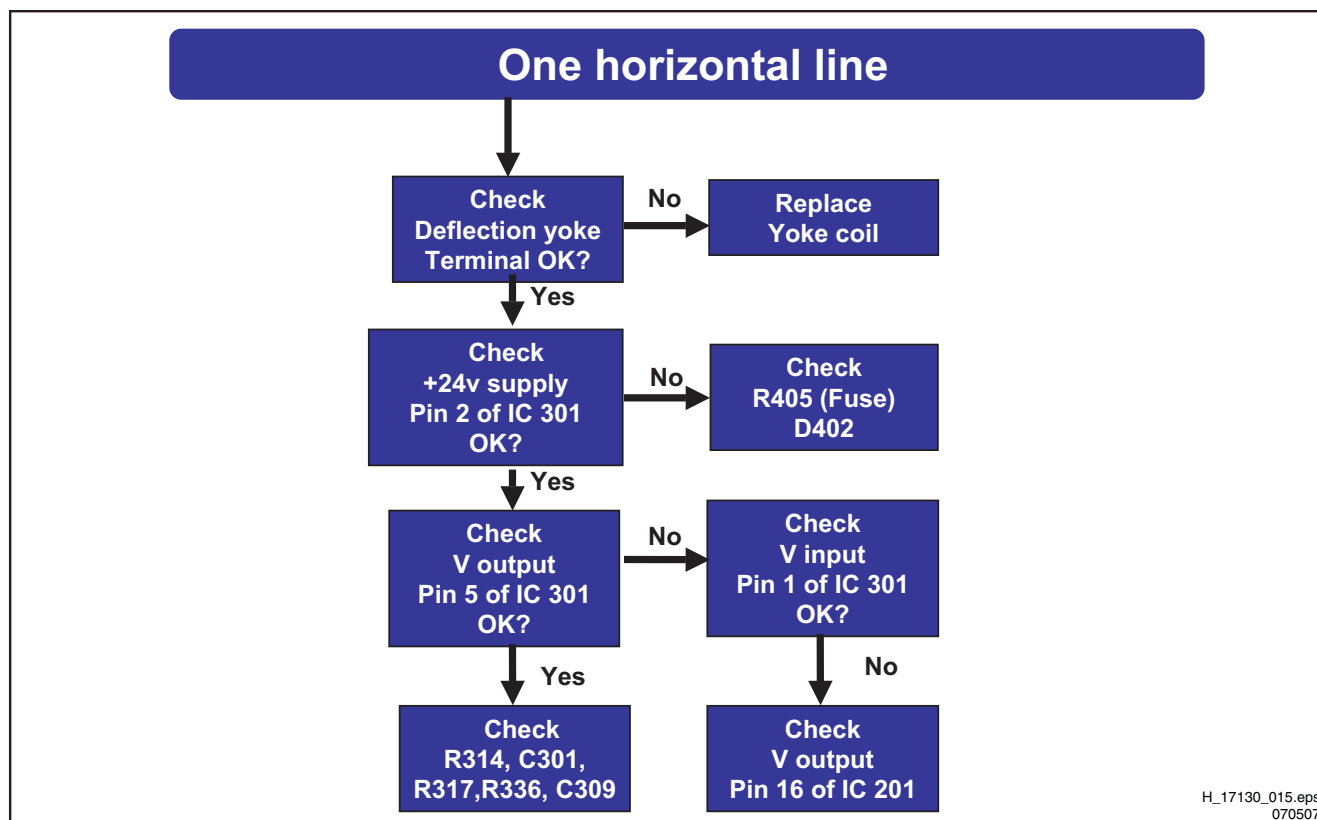 One horizontal line
Check
Deflection yoke
Terminal OK?
No
Replace
Yoke coil
Yes
Check
+24v supply
Pin 2 of IC 301
OK?
No
Check
R405 (Fuse)
D402
Yes
Check
V output
Pin 5 of IC 301
OK?
No
Check
V input
Pin 1 of IC 301
OK?
Yes
No
Check
R314, C301,
R317,R336, C309
Check
V output
Pin 16 of IC 201
H_17130_015.eps
070507